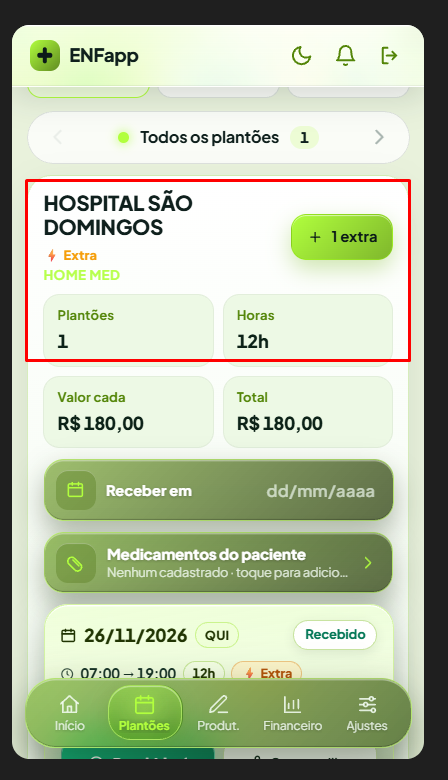 ENFapp
Todos os plantões 1
HOSPITAL SÃO
DOMINGOS
Extra
HOME MED
+ 1 extra
Plantões
1
Horas
12h
Valor cada
R$ 180,00
Total
R$ 180,00
Receber em dd/mm/aaaa
Medicamentos do paciente
Nenhum cadastrado · toque para adicio...
26/11/2026 QUI Recebido
07:00 → 19:00 12h Extra
Início Plantões Produt. Financeiro Ajustes